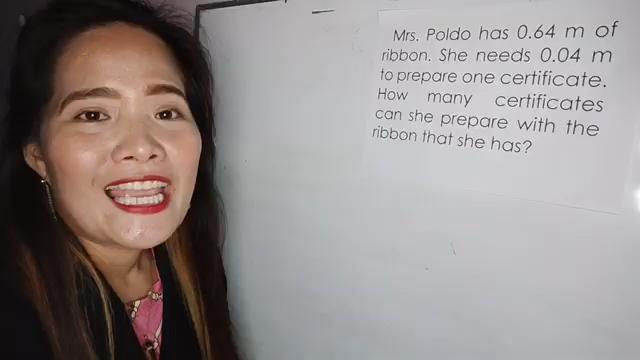 Mrs. Poldo has 0.64 m of
ribbon. She needs 0.04 m
to prepare one certificate.
How many certificates
can she prepare with the
ribbon that she has?